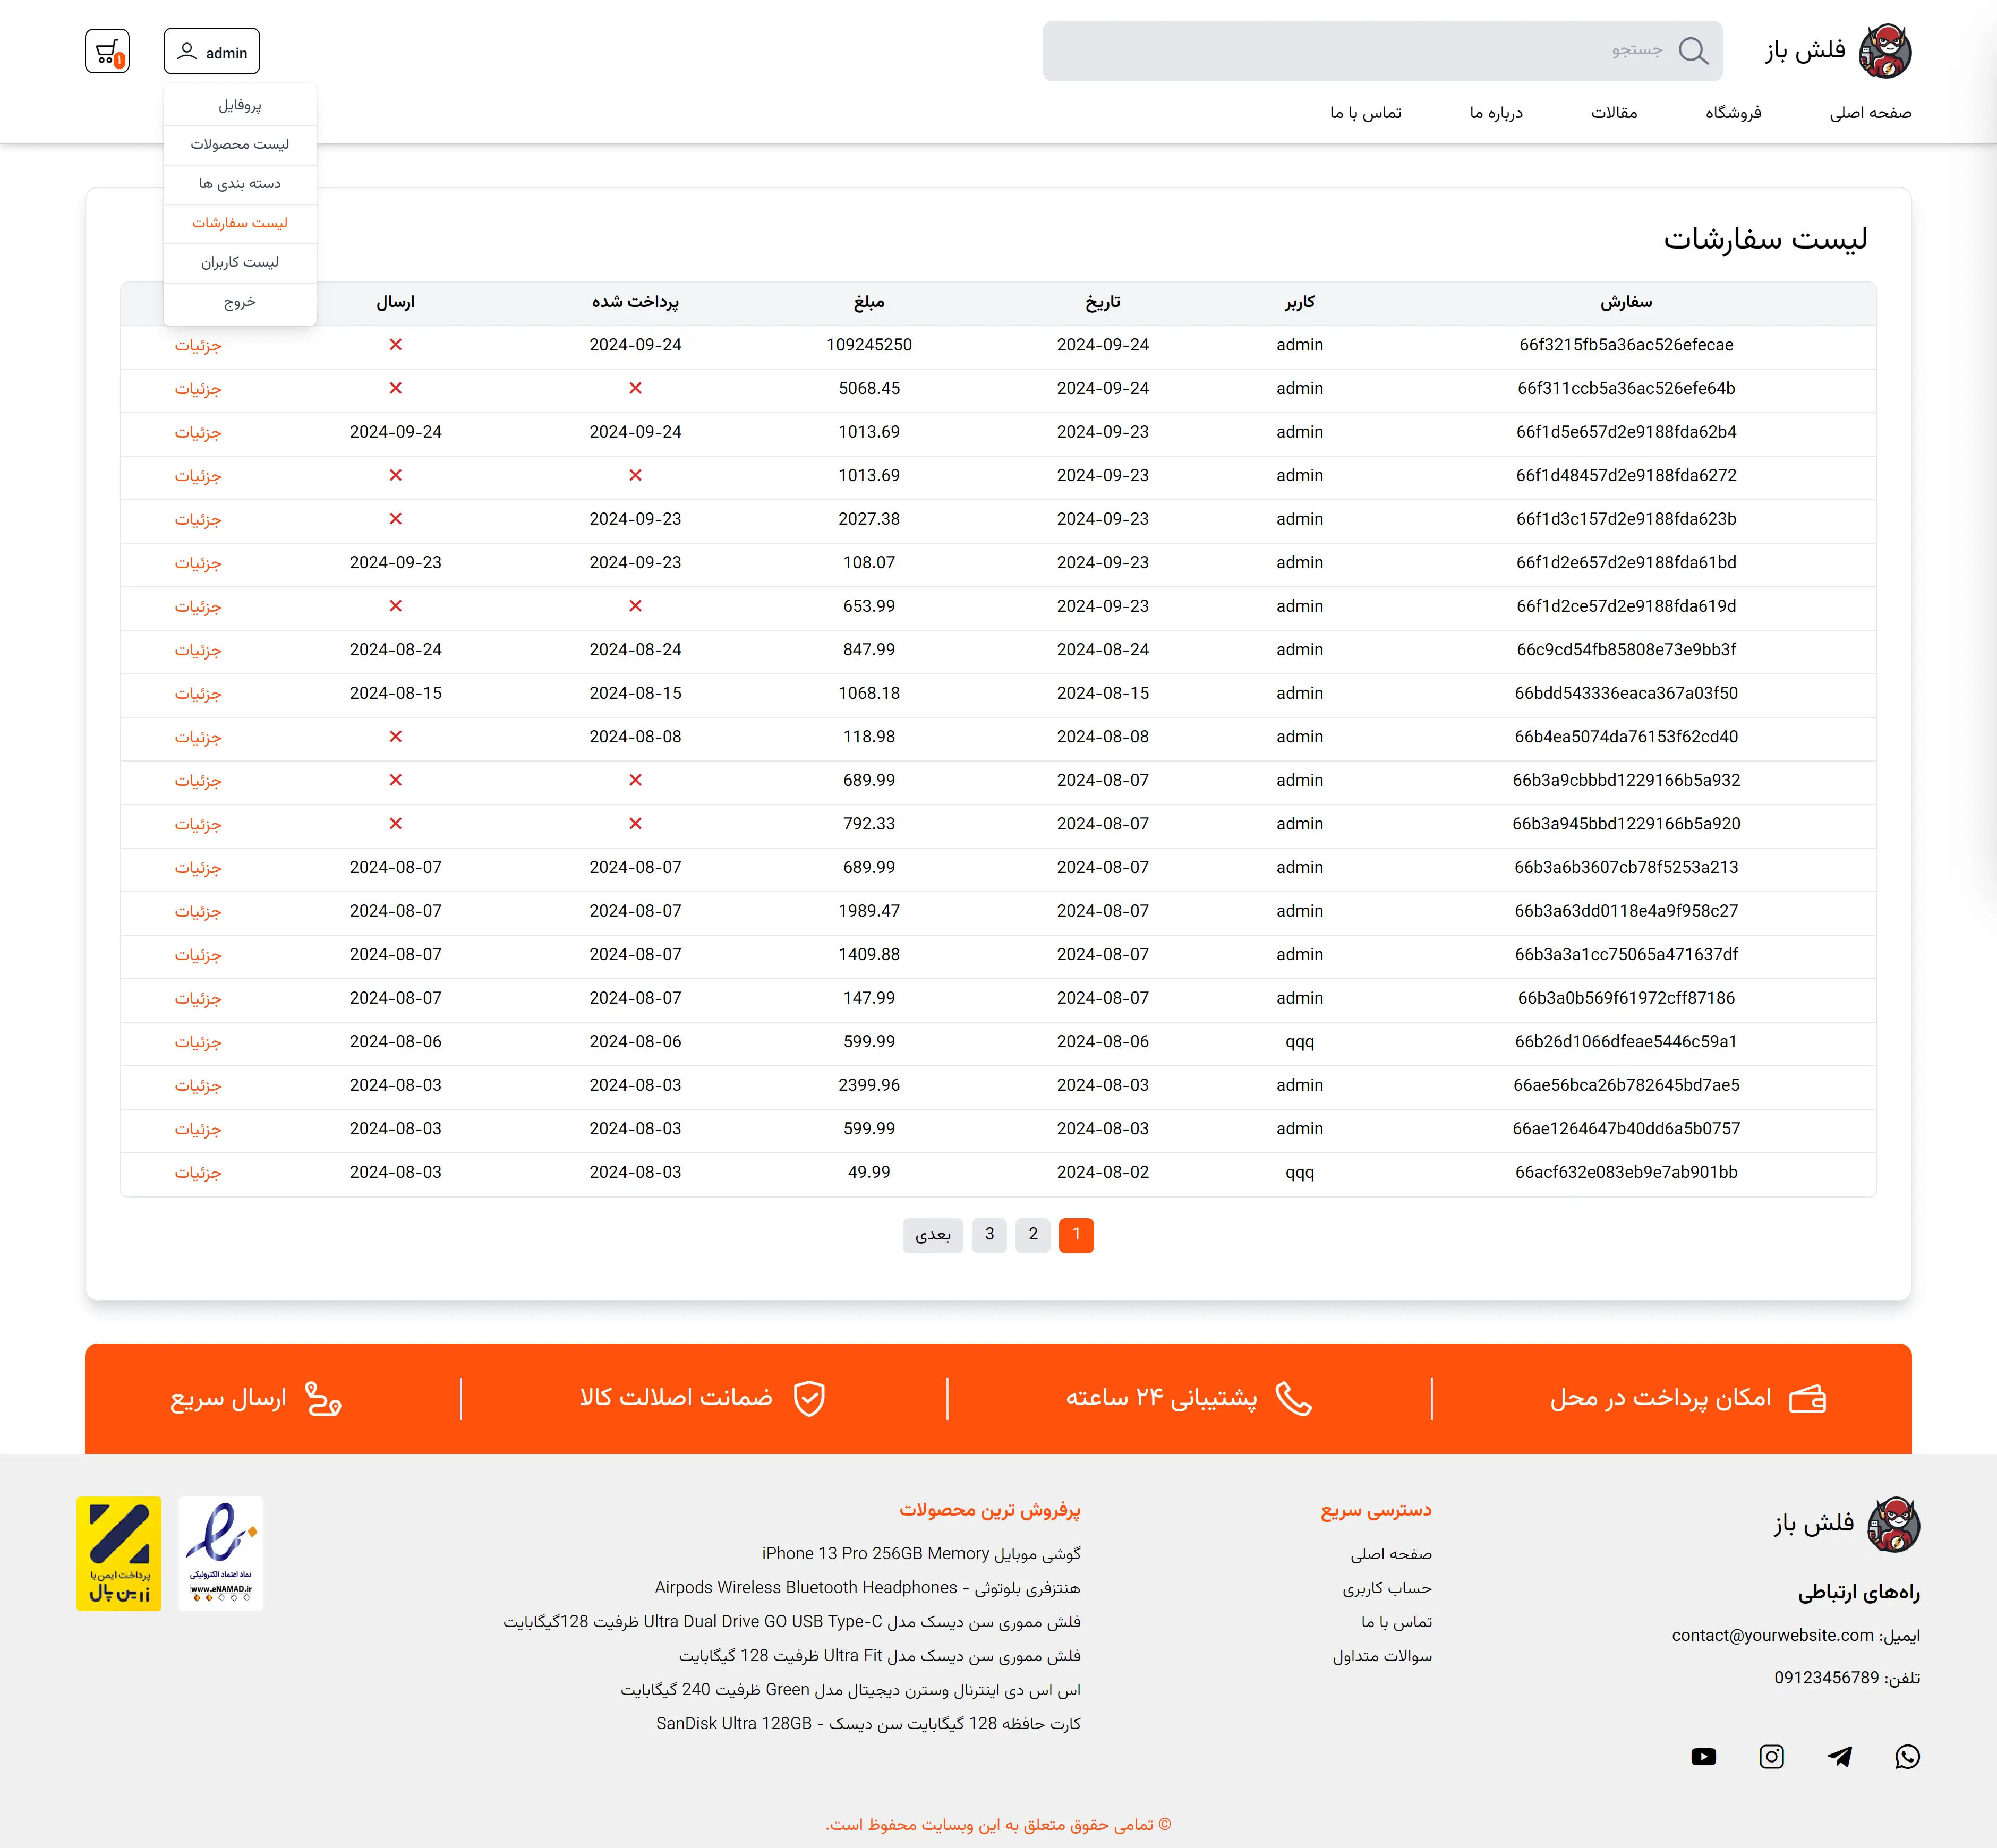 فلش باز
جستجو
admin
۱
صفحه اصلی
فروشگاه
مقالات
درباره ما
تماس با ما
پروفایل
لیست محصولات
دسته بندی ها
لیست سفارشات
لیست کاربران
خروج
لیست سفارشات
سفارش کاربر تاریخ مبلغ پرداخت شده ارسال
66f3215fb5a36ac526efecae admin 2024-09-24 109245250 2024-09-24 ✕ جزئیات
66f311ccb5a36ac526efe64b admin 2024-09-24 5068.45 ✕ ✕ جزئیات
66f1d5e657d2e9188fda62b4 admin 2024-09-23 1013.69 2024-09-24 2024-09-24 جزئیات
66f1d48457d2e9188fda6272 admin 2024-09-23 1013.69 ✕ ✕ جزئیات
66f1d3c157d2e9188fda623b admin 2024-09-23 2027.38 2024-09-23 ✕ جزئیات
66f1d2e657d2e9188fda61bd admin 2024-09-23 108.07 2024-09-23 2024-09-23 جزئیات
66f1d2ce57d2e9188fda619d admin 2024-09-23 653.99 ✕ ✕ جزئیات
66c9cd54fb85808e73e9bb3f admin 2024-08-24 847.99 2024-08-24 2024-08-24 جزئیات
66bdd543336eaca367a03f50 admin 2024-08-15 1068.18 2024-08-15 2024-08-15 جزئیات
66b4ea5074da76153f62cd40 admin 2024-08-08 118.98 2024-08-08 ✕ جزئیات
66b3a9cbbbd1229166b5a932 admin 2024-08-07 689.99 ✕ ✕ جزئیات
66b3a945bbd1229166b5a920 admin 2024-08-07 792.33 ✕ ✕ جزئیات
66b3a6b3607cb78f5253a213 admin 2024-08-07 689.99 2024-08-07 2024-08-07 جزئیات
66b3a63dd0118e4a9f958c27 admin 2024-08-07 1989.47 2024-08-07 2024-08-07 جزئیات
66b3a3a1cc75065a471637df admin 2024-08-07 1409.88 2024-08-07 2024-08-07 جزئیات
66b3a0b569f61972cff87186 admin 2024-08-07 147.99 2024-08-07 2024-08-07 جزئیات
66b26d1066dfeae5446c59a1 qqq 2024-08-06 599.99 2024-08-06 2024-08-06 جزئیات
66ae56bca26b782645bd7ae5 admin 2024-08-03 2399.96 2024-08-03 2024-08-03 جزئیات
66ae1264647b40dd6a5b0757 admin 2024-08-03 599.99 2024-08-03 2024-08-03 جزئیات
66acf632e083eb9e7ab901bb qqq 2024-08-02 49.99 2024-08-03 2024-08-03 جزئیات
1 2 3 بعدی
امکان پرداخت در محل
پشتیبانی ۲۴ ساعته
ضمانت اصلالت کالا
ارسال سریع
فلش باز
راه‌های ارتباطی
ایمیل: contact@yourwebsite.com
تلفن: 09123456789
دسترسی سریع
صفحه اصلی
حساب کاربری
تماس با ما
سوالات متداول
پرفروش ترین محصولات
گوشی موبایل iPhone 13 Pro 256GB Memory
هنتزفری بلوتوثی - Airpods Wireless Bluetooth Headphones
فلش مموری سن دیسک مدل Ultra Dual Drive GO USB Type-C ظرفیت 128گیگابایت
فلش مموری سن دیسک مدل Ultra Fit ظرفیت 128 گیگابایت
اس اس دی اینترنال وسترن دیجیتال مدل Green ظرفیت 240 گیگابایت
کارت حافظه 128 گیگابایت سن دیسک - SanDisk Ultra 128GB
نماد اعتماد الکترونیکی
www.eNAMAD.ir
پرداخت ایمن با
زرین پال
© تمامی حقوق متعلق به این وبسایت محفوظ است.